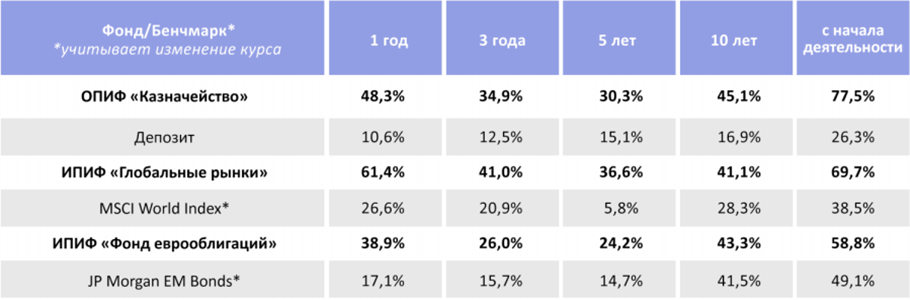 Фонд/Бенчмарк* 1 год 3 года 5 лет 10 лет с начала
*учитывает изменение курса деятельности
ОПИФ «Казначейство» 48,3% 34,9% 30,3% 45,1% 77,5%
Депозит 10,6% 12,5% 15,1% 16,9% 26,3%
ИПИФ «Глобальные рынки» 61,4% 41,0% 36,6% 41,1% 69,7%
MSCI World Index* 26,6% 20,9% 5,8% 28,3% 38,5%
ИПИФ «Фонд еврооблигаций» 38,9% 26,0% 24,2% 43,3% 58,8%
JP Morgan EM Bonds* 17,1% 15,7% 14,7% 41,5% 49,1%